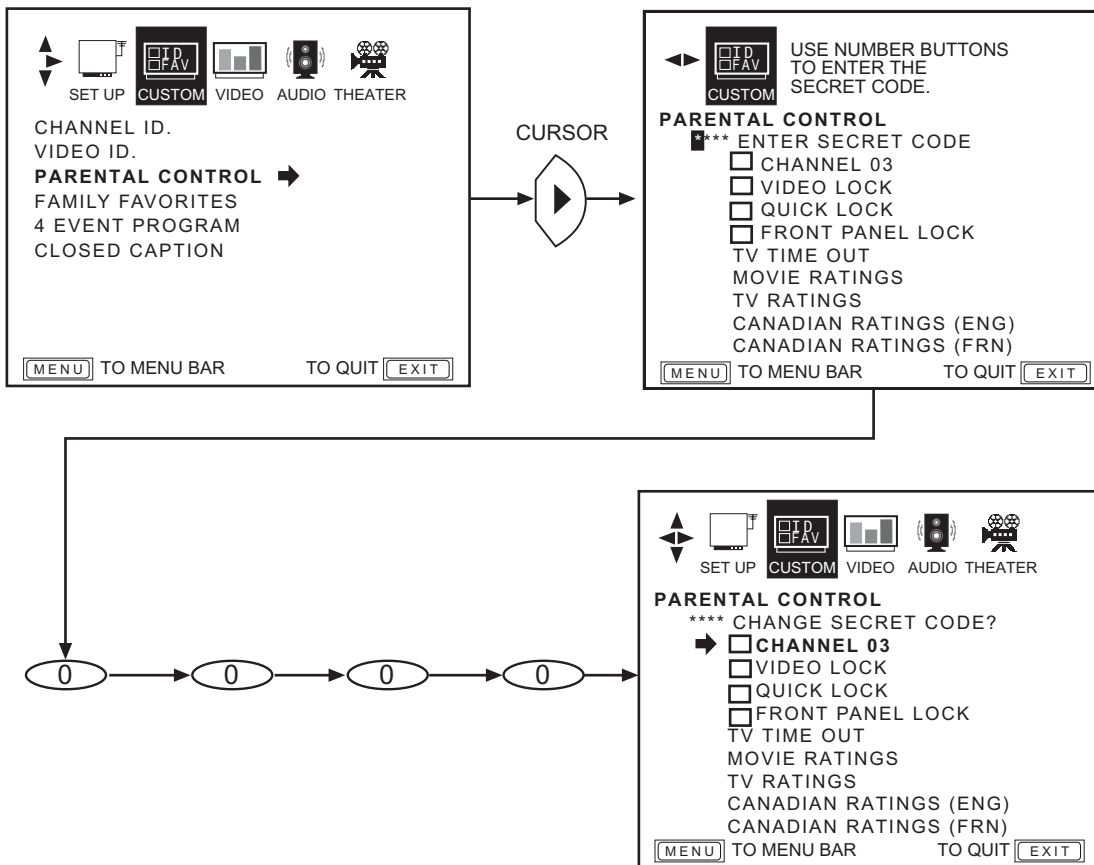 ID
FAV
SET UP CUSTOM VIDEO AUDIO THEATER
CHANNEL ID.
VIDEO ID.
PARENTAL CONTROL
FAMILY FAVORITES
4 EVENT PROGRAM
CLOSED CAPTION
MENU TO MENU BAR TO QUIT EXIT
CURSOR
ID
FAV
CUSTOM
USE NUMBER BUTTONS
TO ENTER THE
SECRET CODE.
PARENTAL CONTROL
**** ENTER SECRET CODE
CHANNEL 03
VIDEO LOCK
QUICK LOCK
FRONT PANEL LOCK
TV TIME OUT
MOVIE RATINGS
TV RATINGS
CANADIAN RATINGS (ENG)
CANADIAN RATINGS (FRN)
MENU TO MENU BAR TO QUIT EXIT
0 0 0 0
ID
FAV
SET UP CUSTOM VIDEO AUDIO THEATER
PARENTAL CONTROL
**** CHANGE SECRET CODE?
CHANNEL 03
VIDEO LOCK
QUICK LOCK
FRONT PANEL LOCK
TV TIME OUT
MOVIE RATINGS
TV RATINGS
CANADIAN RATINGS (ENG)
CANADIAN RATINGS (FRN)
MENU TO MENU BAR TO QUIT EXIT